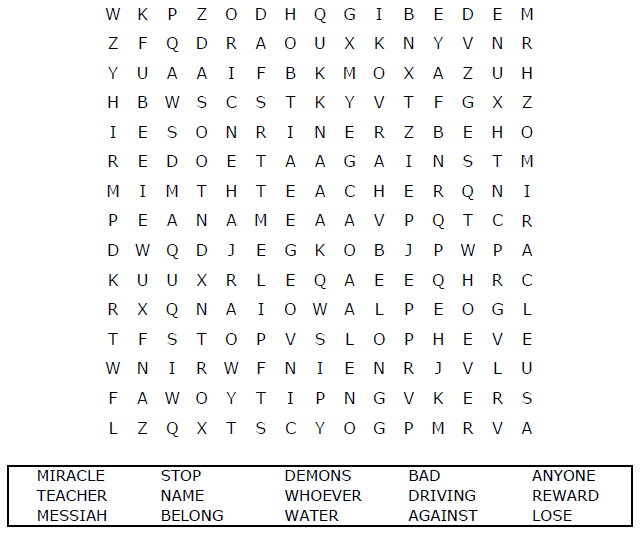 W K P Z O D H Q G I B E D E M
Z F Q D R A O U X K N Y V N R
Y U A A I F B K M O X A Z U H
H B W S C S T K Y V T F G X Z
I E S O N R I N E R Z B E H O
R E D O E T A A G A I N S T M
M I M T H T E A C H E R Q N I
P E A N A M E A A V P Q T C R
D W Q D J E G K O B J P W P A
K U U X R L E Q A E E Q H R C
R X Q N A I O W A L P E O G L
T F S T O P V S L O P H E V E
W N I R W F N I E N R J V L U
F A W O Y T I P N G V K E R S
L Z Q X T S C Y O G P M R V A
MIRACLE STOP DEMONS BAD ANYONE
TEACHER NAME WHOEVER DRIVING REWARD
MESSIAH BELONG WATER AGAINST LOSE